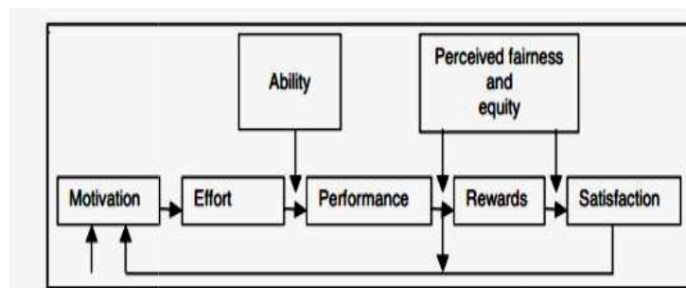 Ability
Perceived fairness
and
equity
Motivation
Effort
Performance
Rewards
Satisfaction